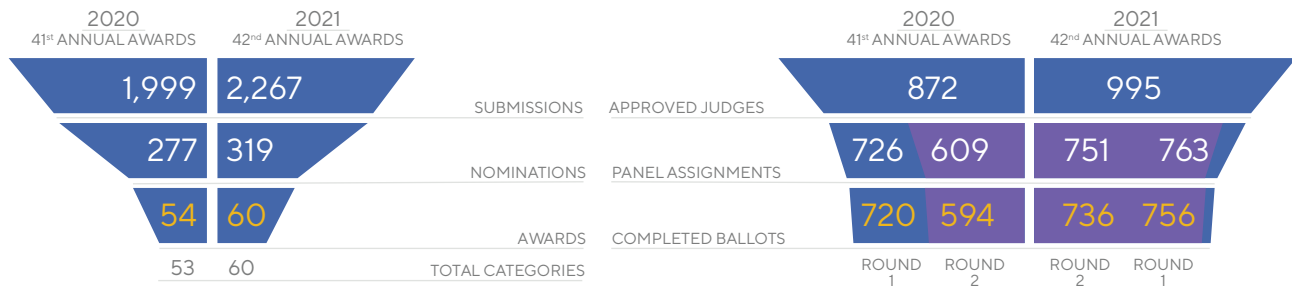 2020 2021
41st ANNUAL AWARDS 42nd ANNUAL AWARDS
1,999 2,267 SUBMISSIONS
277 319 NOMINATIONS
54 60 AWARDS
53 60 TOTAL CATEGORIES
2020 2021
41st ANNUAL AWARDS 42nd ANNUAL AWARDS
APPROVED JUDGES 872 995
PANEL ASSIGNMENTS 726 609 751 763
COMPLETED BALLOTS 720 594 736 756
ROUND ROUND ROUND ROUND
1 2 2 1